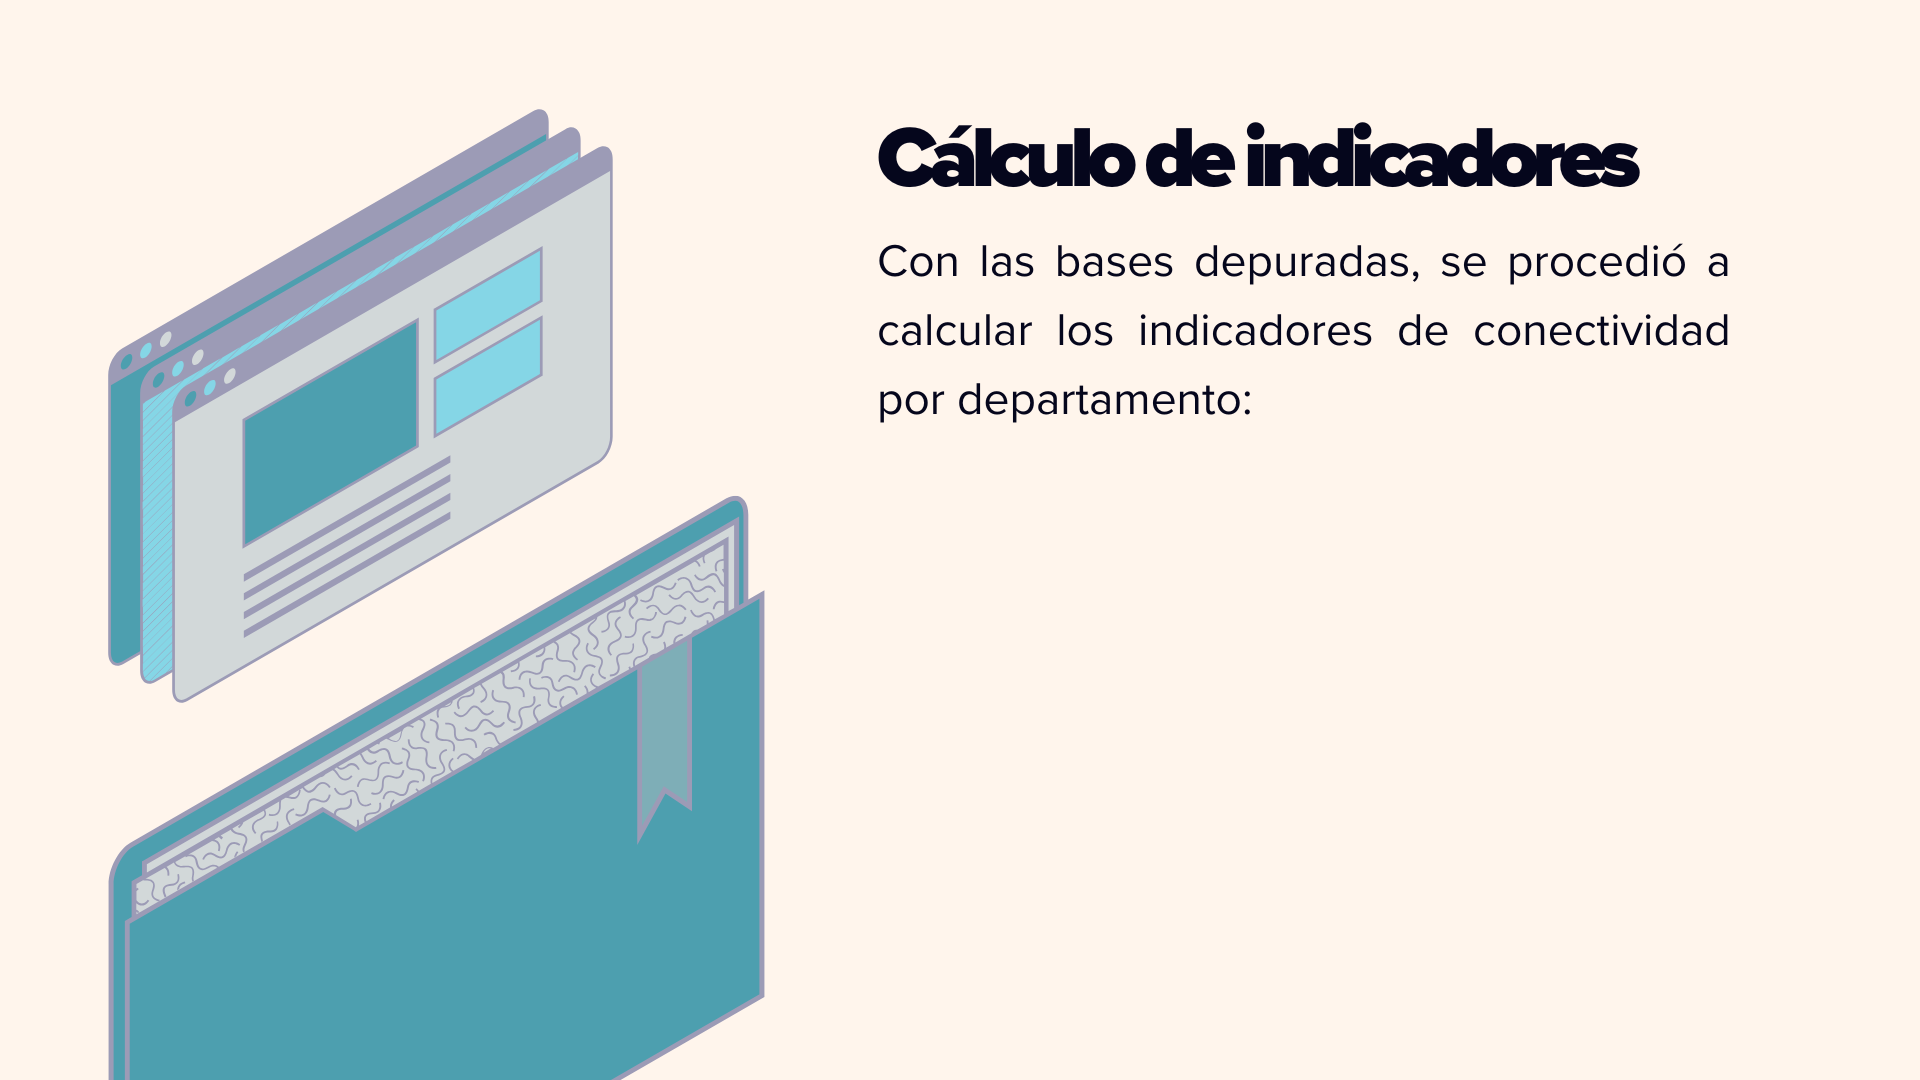 Cálculo de indicadores
Con las bases depuradas, se procedió a
calcular los indicadores de conectividad
por departamento: